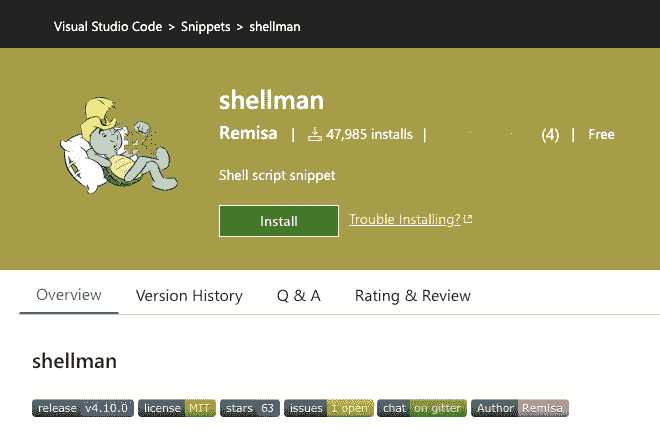 Visual Studio Code > Snippets > shellman
shellman
Remisa | 47,985 installs | (4) | Free
Shell script snippet
Install Trouble Installing?
Overview Version History Q & A Rating & Review
shellman
release v4.10.0 license MIT stars 63 issues 1 open chat on gitter Author Remisa